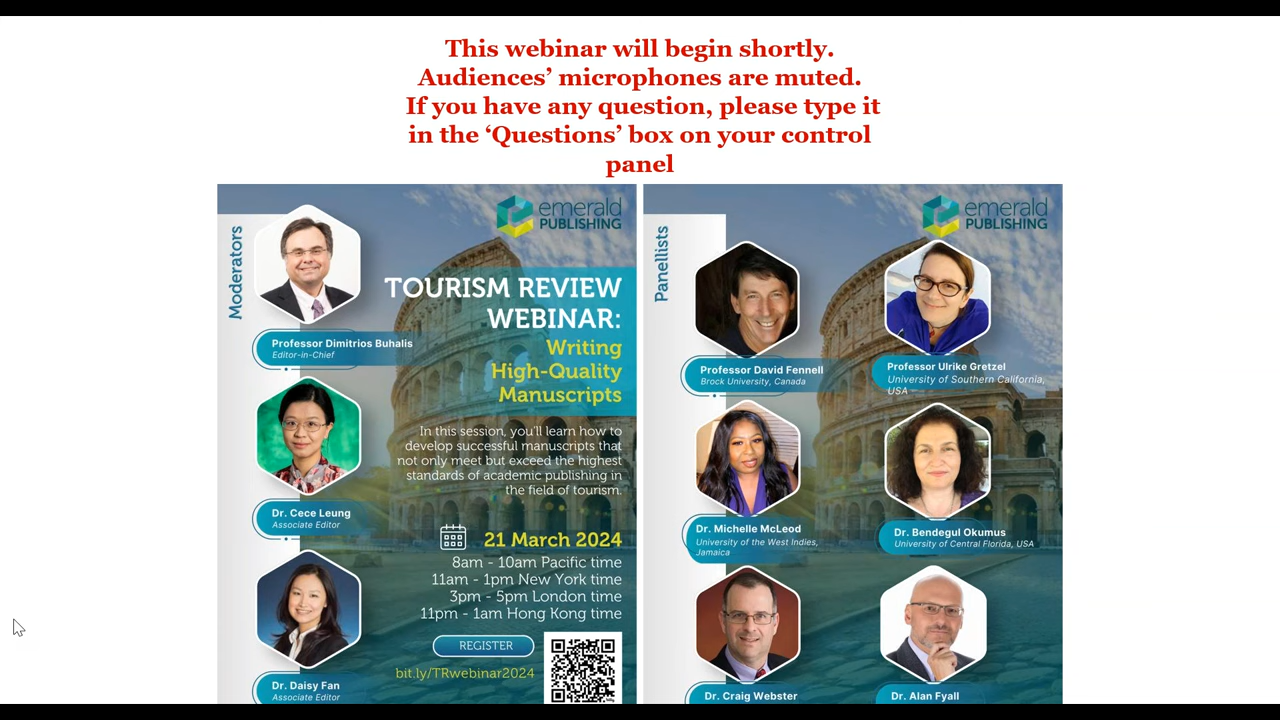 This webinar will begin shortly.
Audiences’ microphones are muted.
If you have any question, please type it
in the ‘Questions’ box on your control
panel
Moderators
emerald
PUBLISHING
TOURISM REVIEW
WEBINAR:
Writing
High-Quality
Manuscripts
Professor Dimitrios Buhalis
Editor-in-Chief
In this session, you'll learn how to
develop successful manuscripts that
not only meet but exceed the highest
standards of academic publishing in
the field of tourism.
Dr. Cece Leung
Associate Editor
21 March 2024
8am - 10am Pacific time
11am - 1pm New York time
3pm - 5pm London time
11pm - 1am Hong Kong time
REGISTER
bit.ly/TRwebinar2024
Dr. Daisy Fan
Associate Editor
Panellists
emerald
PUBLISHING
Professor David Fennell
Brock University, Canada
Professor Ulrike Gretzel
University of Southern California,
USA
Dr. Michelle McLeod
University of the West Indies,
Jamaica
Dr. Bendegul Okumus
University of Central Florida, USA
Dr. Craig Webster
Dr. Alan Fyall